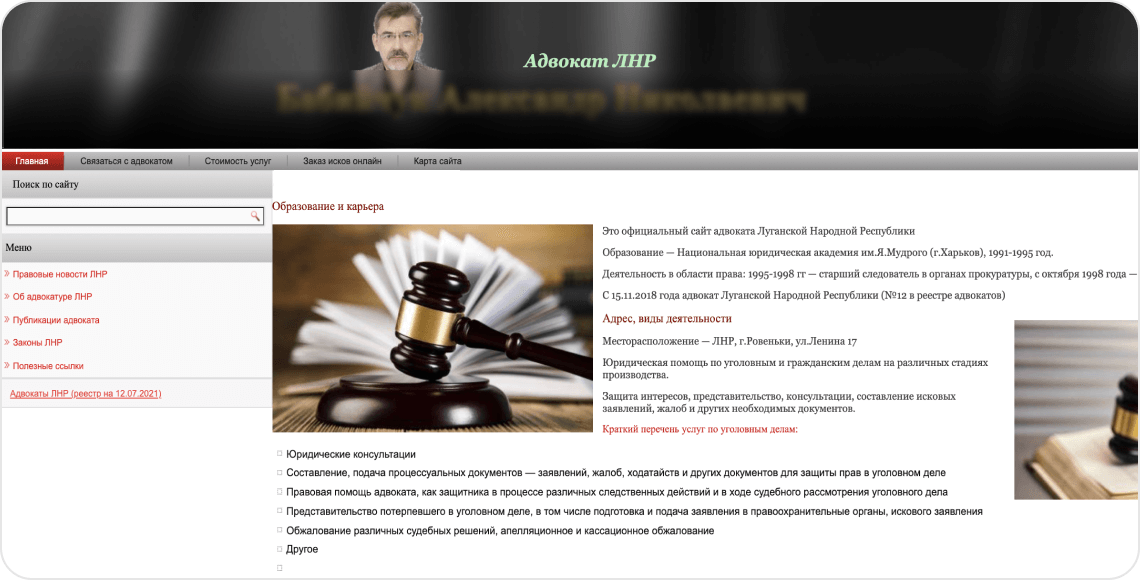 Адвокат ЛНР
Александр Николаевич
Главная
Связаться с адвокатом
Стоимость услуг
Заказ исков онлайн
Карта сайта
Поиск по сайту
Меню
Правовые новости ЛНР
Об адвокатуре ЛНР
Публикации адвоката
Законы ЛНР
Полезные ссылки
Адвокаты ЛНР (реестр на 12.07.2021)
Образование и карьера
Это официальный сайт адвоката Луганской Народной Республики
Образование — Национальная юридическая академия им.Я.Мудрого (г.Харьков), 1991-1995 год.
Деятельность в области права: 1995-1998 гг — старший следователь в органах прокуратуры, с октября 1998 года —
С 15.11.2018 года адвокат Луганской Народной Республики (№12 в реестре адвокатов)
Адрес, виды деятельности
Месторасположение — ЛНР, г.Ровеньки, ул.Ленина 17
Юридическая помощь по уголовным и гражданским делам на различных стадиях
производства.
Защита интересов, представительство, консультации, составление исковых
заявлений, жалоб и других необходимых документов.
Краткий перечень услуг по уголовным делам:
Юридические консультации
Составление, подача процессуальных документов — заявлений, жалоб, ходатайств и других документов для защиты прав в уголовном деле
Правовая помощь адвоката, как защитника в процессе различных следственных действий и в ходе судебного рассмотрения уголовного дела
Представительство потерпевшего в уголовном деле, в том числе подготовка и подача заявления в правоохранительные органы, искового заявления
Обжалование различных судебных решений, апелляционное и кассационное обжалование
Другое